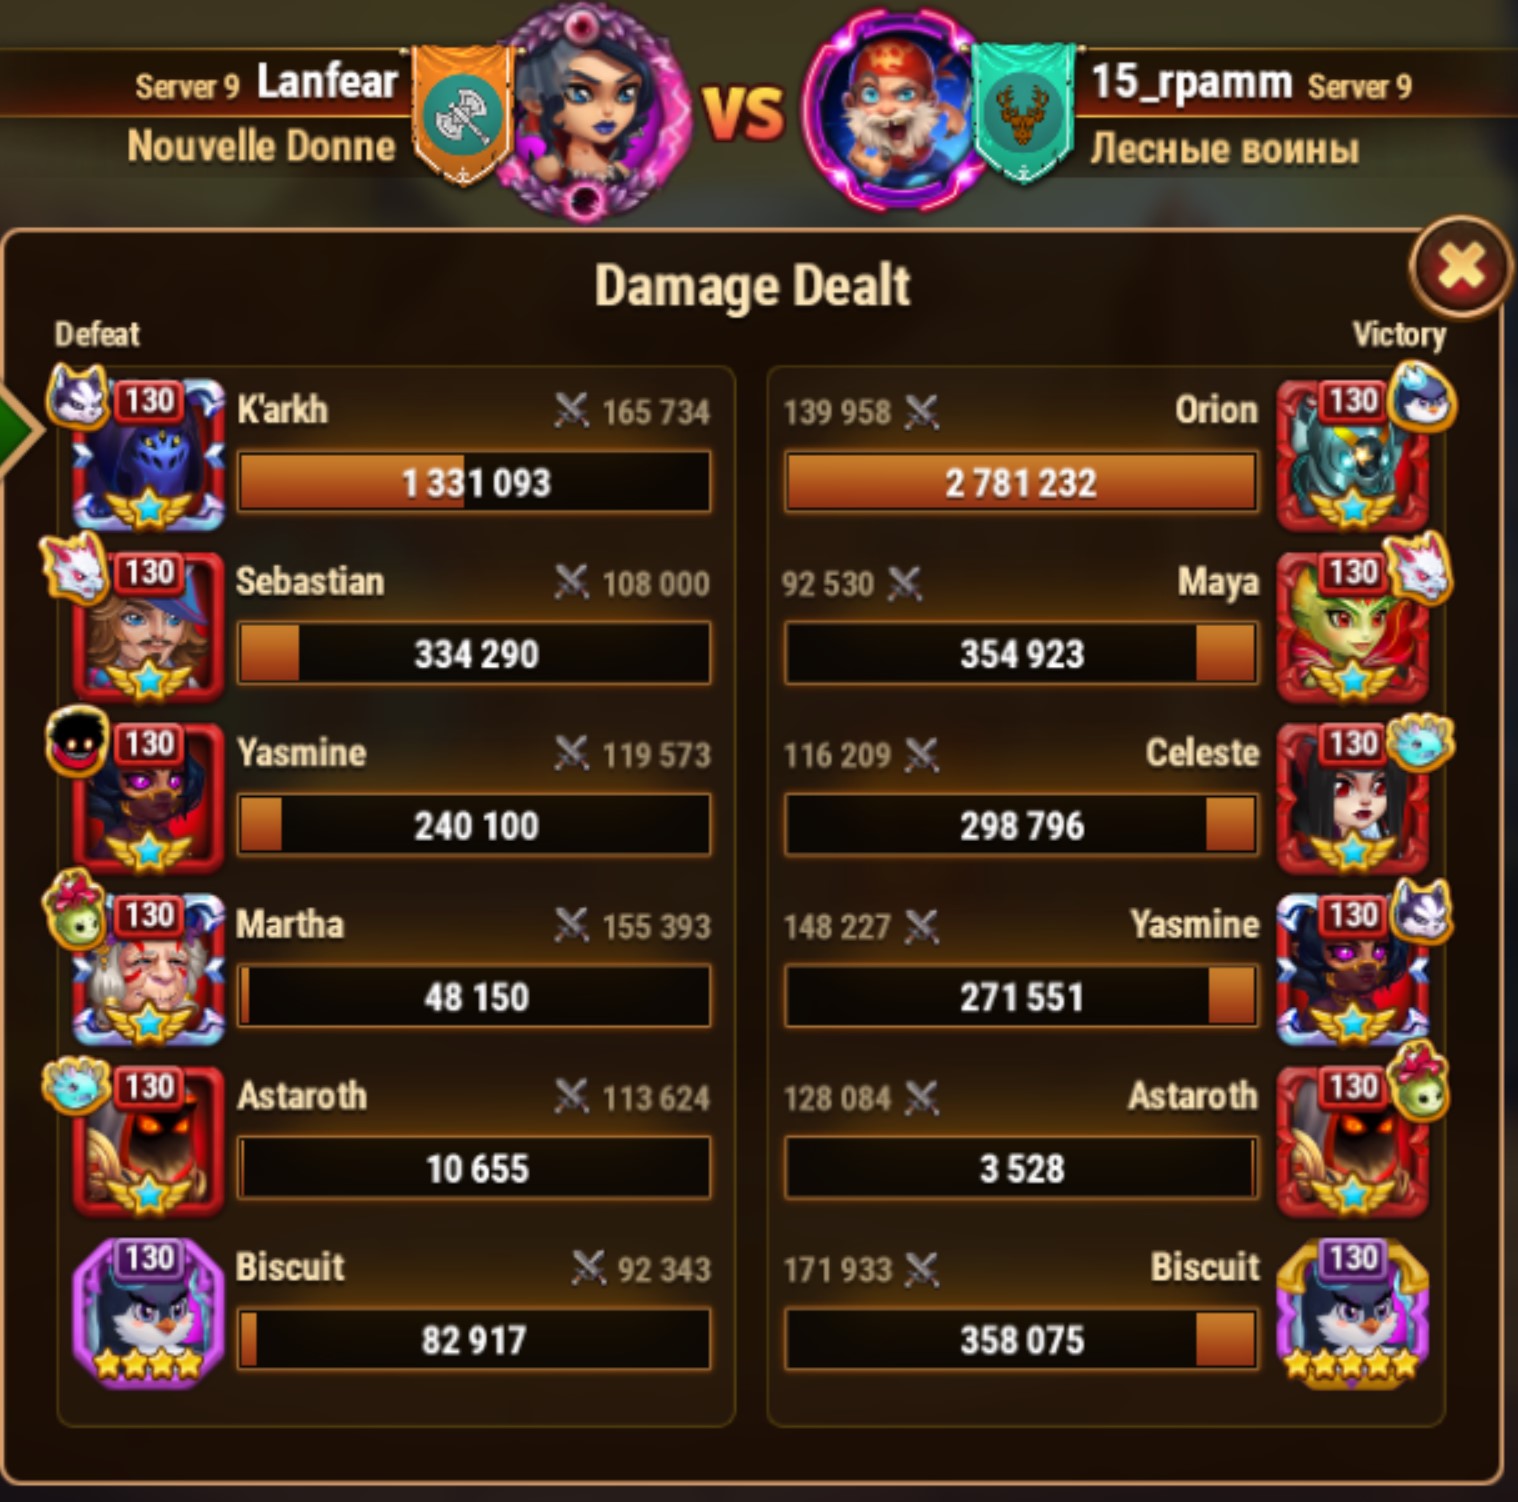 Server 9 Lanfear
Nouvelle Donne
VS
15_rpamm Server 9
Лесные воины
Damage Dealt
Defeat
Victory
130
K'arkh
165 734
1 331 093
130
Sebastian
108 000
334 290
130
Yasmine
119 573
240 100
130
Martha
155 393
48 150
130
Astaroth
113 624
10 655
130
Biscuit
92 343
82 917
139 958
Orion
130
2 781 232
92 530
Maya
130
354 923
116 209
Celeste
130
298 796
148 227
Yasmine
130
271 551
128 084
Astaroth
130
3 528
171 933
Biscuit
130
358 075